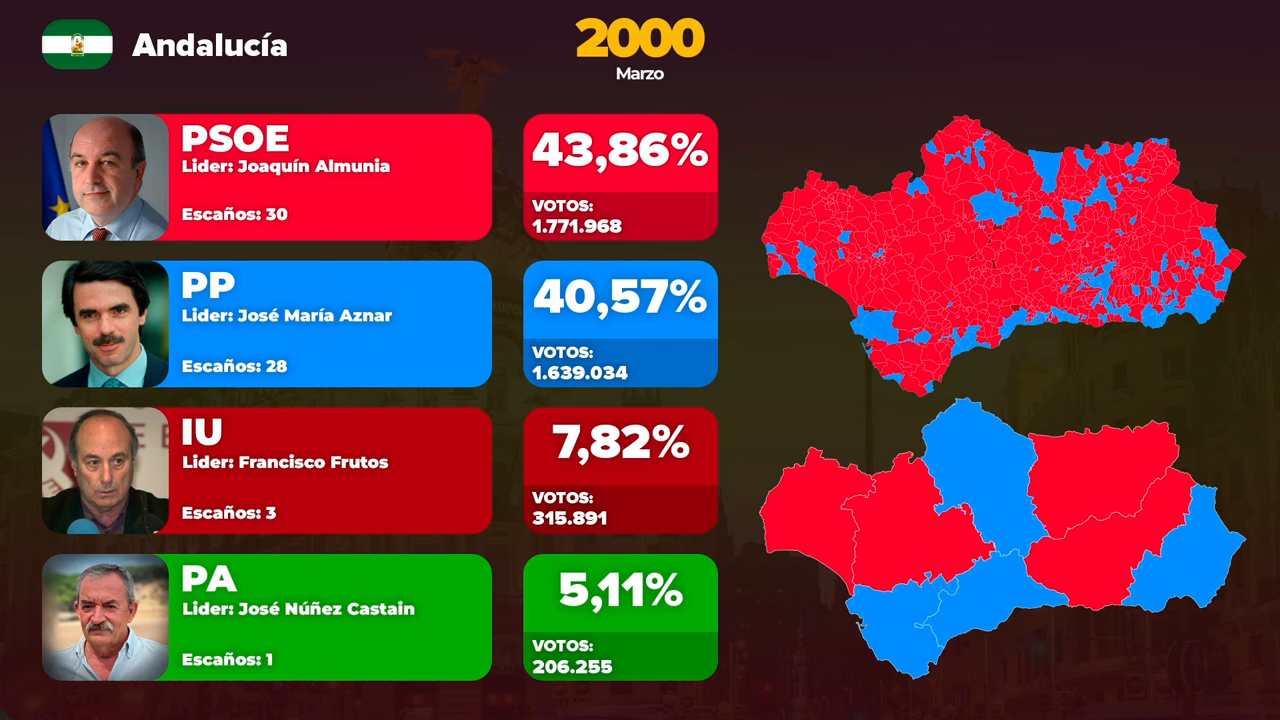 Andalucía
2000
Marzo
PSOE
Lider: Joaquín Almunia
Escaños: 30
43,86%
VOTOS:
1.771.968
PP
Lider: José María Aznar
Escaños: 28
40,57%
VOTOS:
1.639.034
IU
Lider: Francisco Frutos
Escaños: 3
7,82%
VOTOS:
315.891
PA
Lider: José Núñez Castain
Escaños: 1
5,11%
VOTOS:
206.255